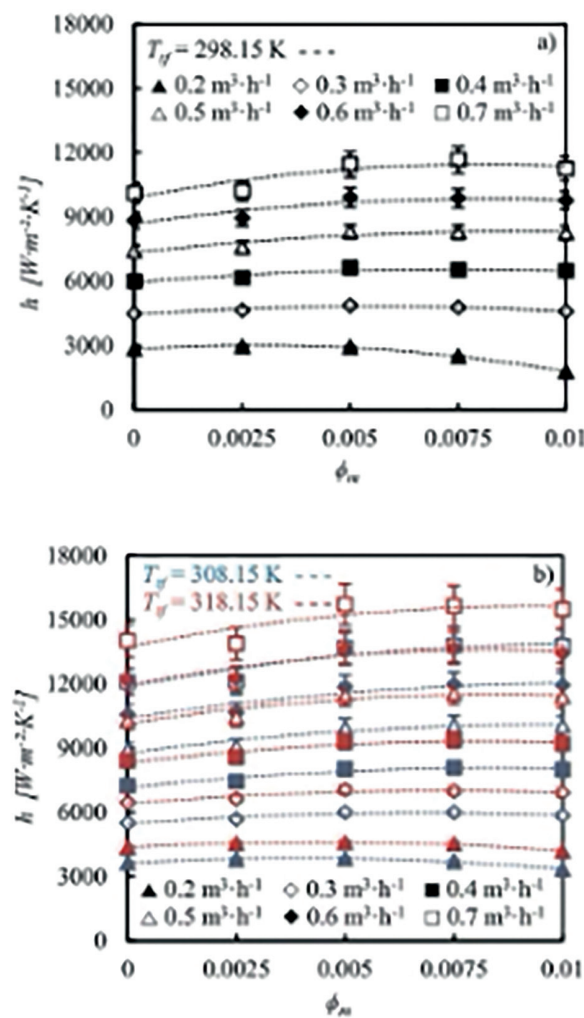 18000
15000
12000
9000
6000
3000
0
a)
T_tf = 298.15 K
0.2 m³·h⁻¹ 0.3 m³·h⁻¹ 0.4 m³·h⁻¹
0.5 m³·h⁻¹ 0.6 m³·h⁻¹ 0.7 m³·h⁻¹
h [W·m⁻²·K⁻¹]
0 0.0025 0.005 0.0075 0.01
ϕ_m
18000
15000
12000
9000
6000
3000
0
b)
T_tf = 308.15 K
T_tf = 318.15 K
h [W·m⁻²·K⁻¹]
0.2 m³·h⁻¹ 0.3 m³·h⁻¹ 0.4 m³·h⁻¹
0.5 m³·h⁻¹ 0.6 m³·h⁻¹ 0.7 m³·h⁻¹
0 0.0025 0.005 0.0075 0.01
ϕ_m